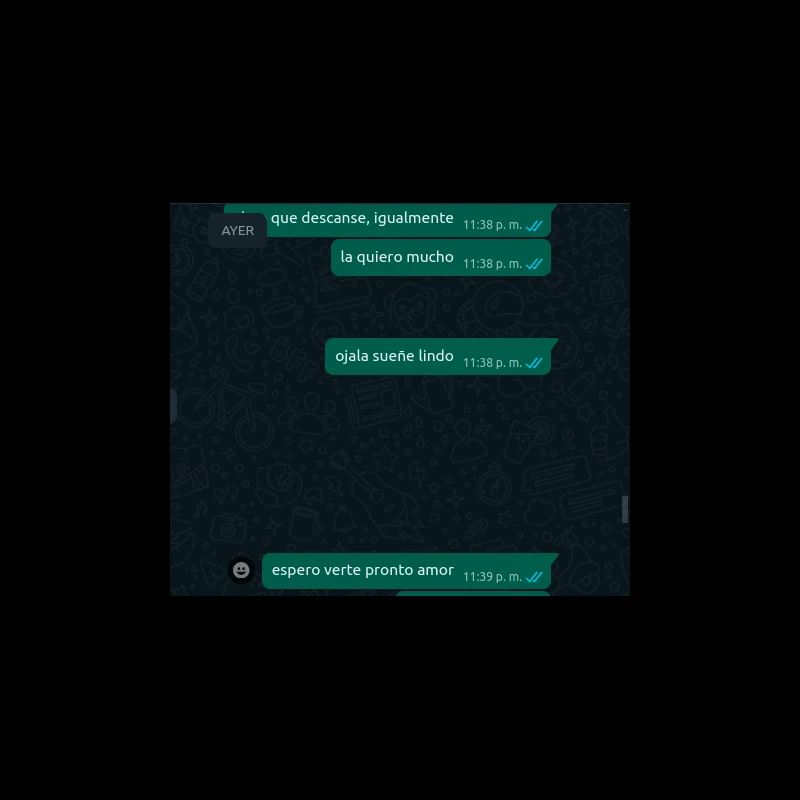 que descanse, igualmente 11:38 p. m.
AYER
la quiero mucho 11:38 p. m.
ojala sueñe lindo 11:38 p. m.
espero verte pronto amor 11:39 p. m.